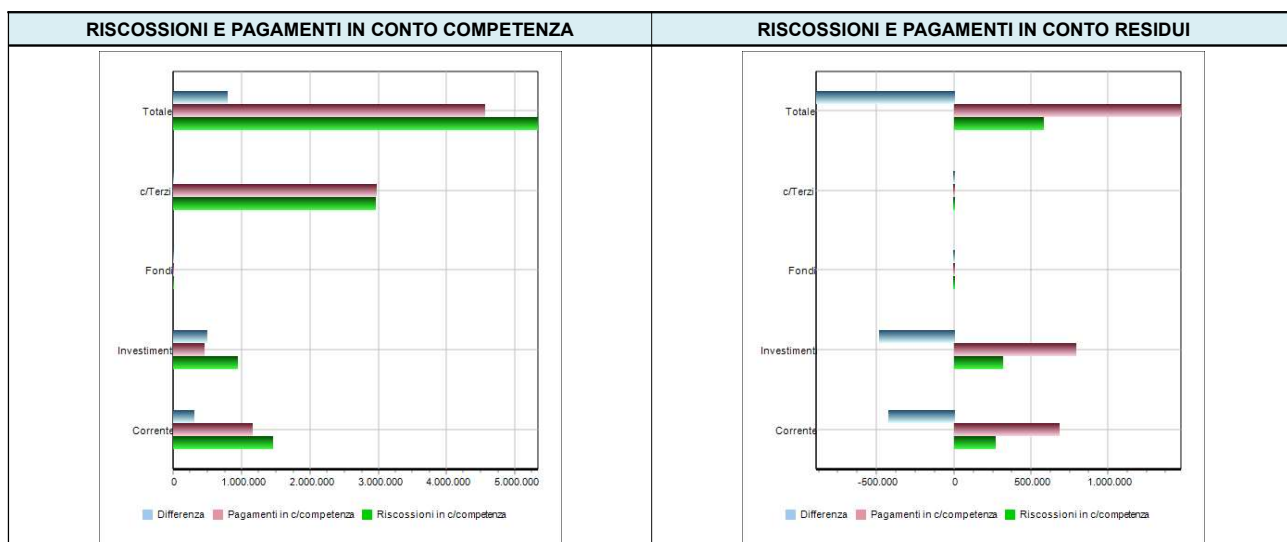 RISCOSSIONI E PAGAMENTI IN CONTO COMPETENZA
Totale
c/Terzi
Fondi
Investiment
Corrente
0 1.000.000 2.000.000 3.000.000 4.000.000 5.000.000
Differenza Pagamenti in c/competenza Riscossioni in c/competenza
RISCOSSIONI E PAGAMENTI IN CONTO RESIDUI
Totale
c/Terzi
Fondi
Investiment
Corrente
-500.000 0 500.000 1.000.000
Differenza Pagamenti in c/competenza Riscossioni in c/competenza